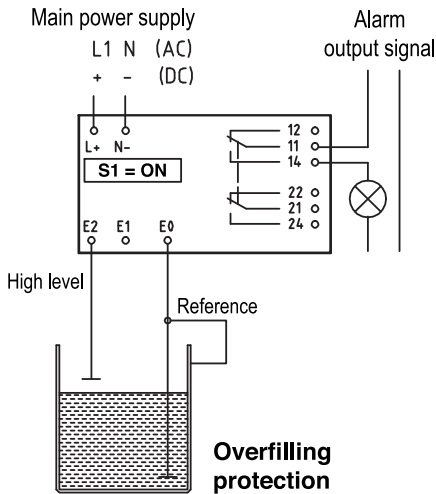 Main power supply
L1 N (AC)
+ - (DC)
Alarm
output signal
L+ N-
S1 = ON
12
11
14
22
21
24
E2 E1 E0
High level
Reference
Overfilling
protection